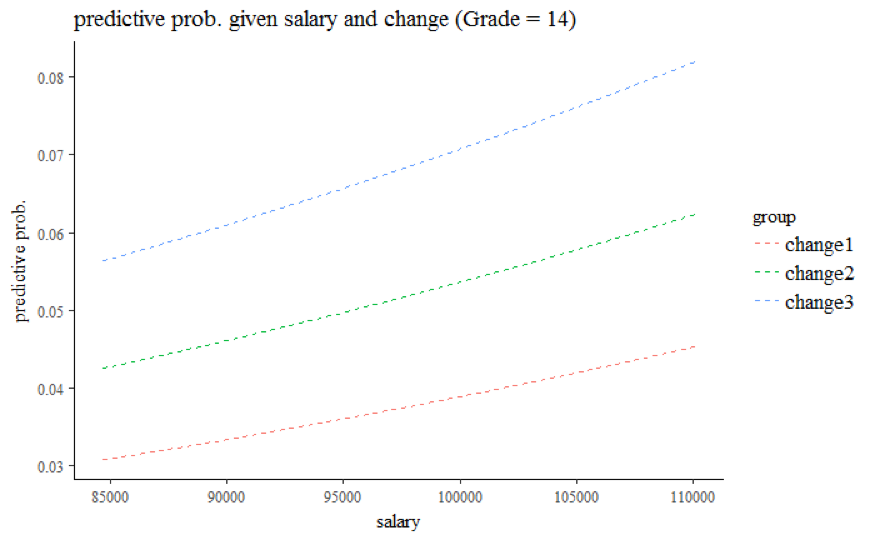 predictive prob. given salary and change (Grade = 14)
predictive prob.
0.08
0.07
0.06
0.05
0.04
0.03
85000 90000 95000 100000 105000 110000
salary
group
change1
change2
change3